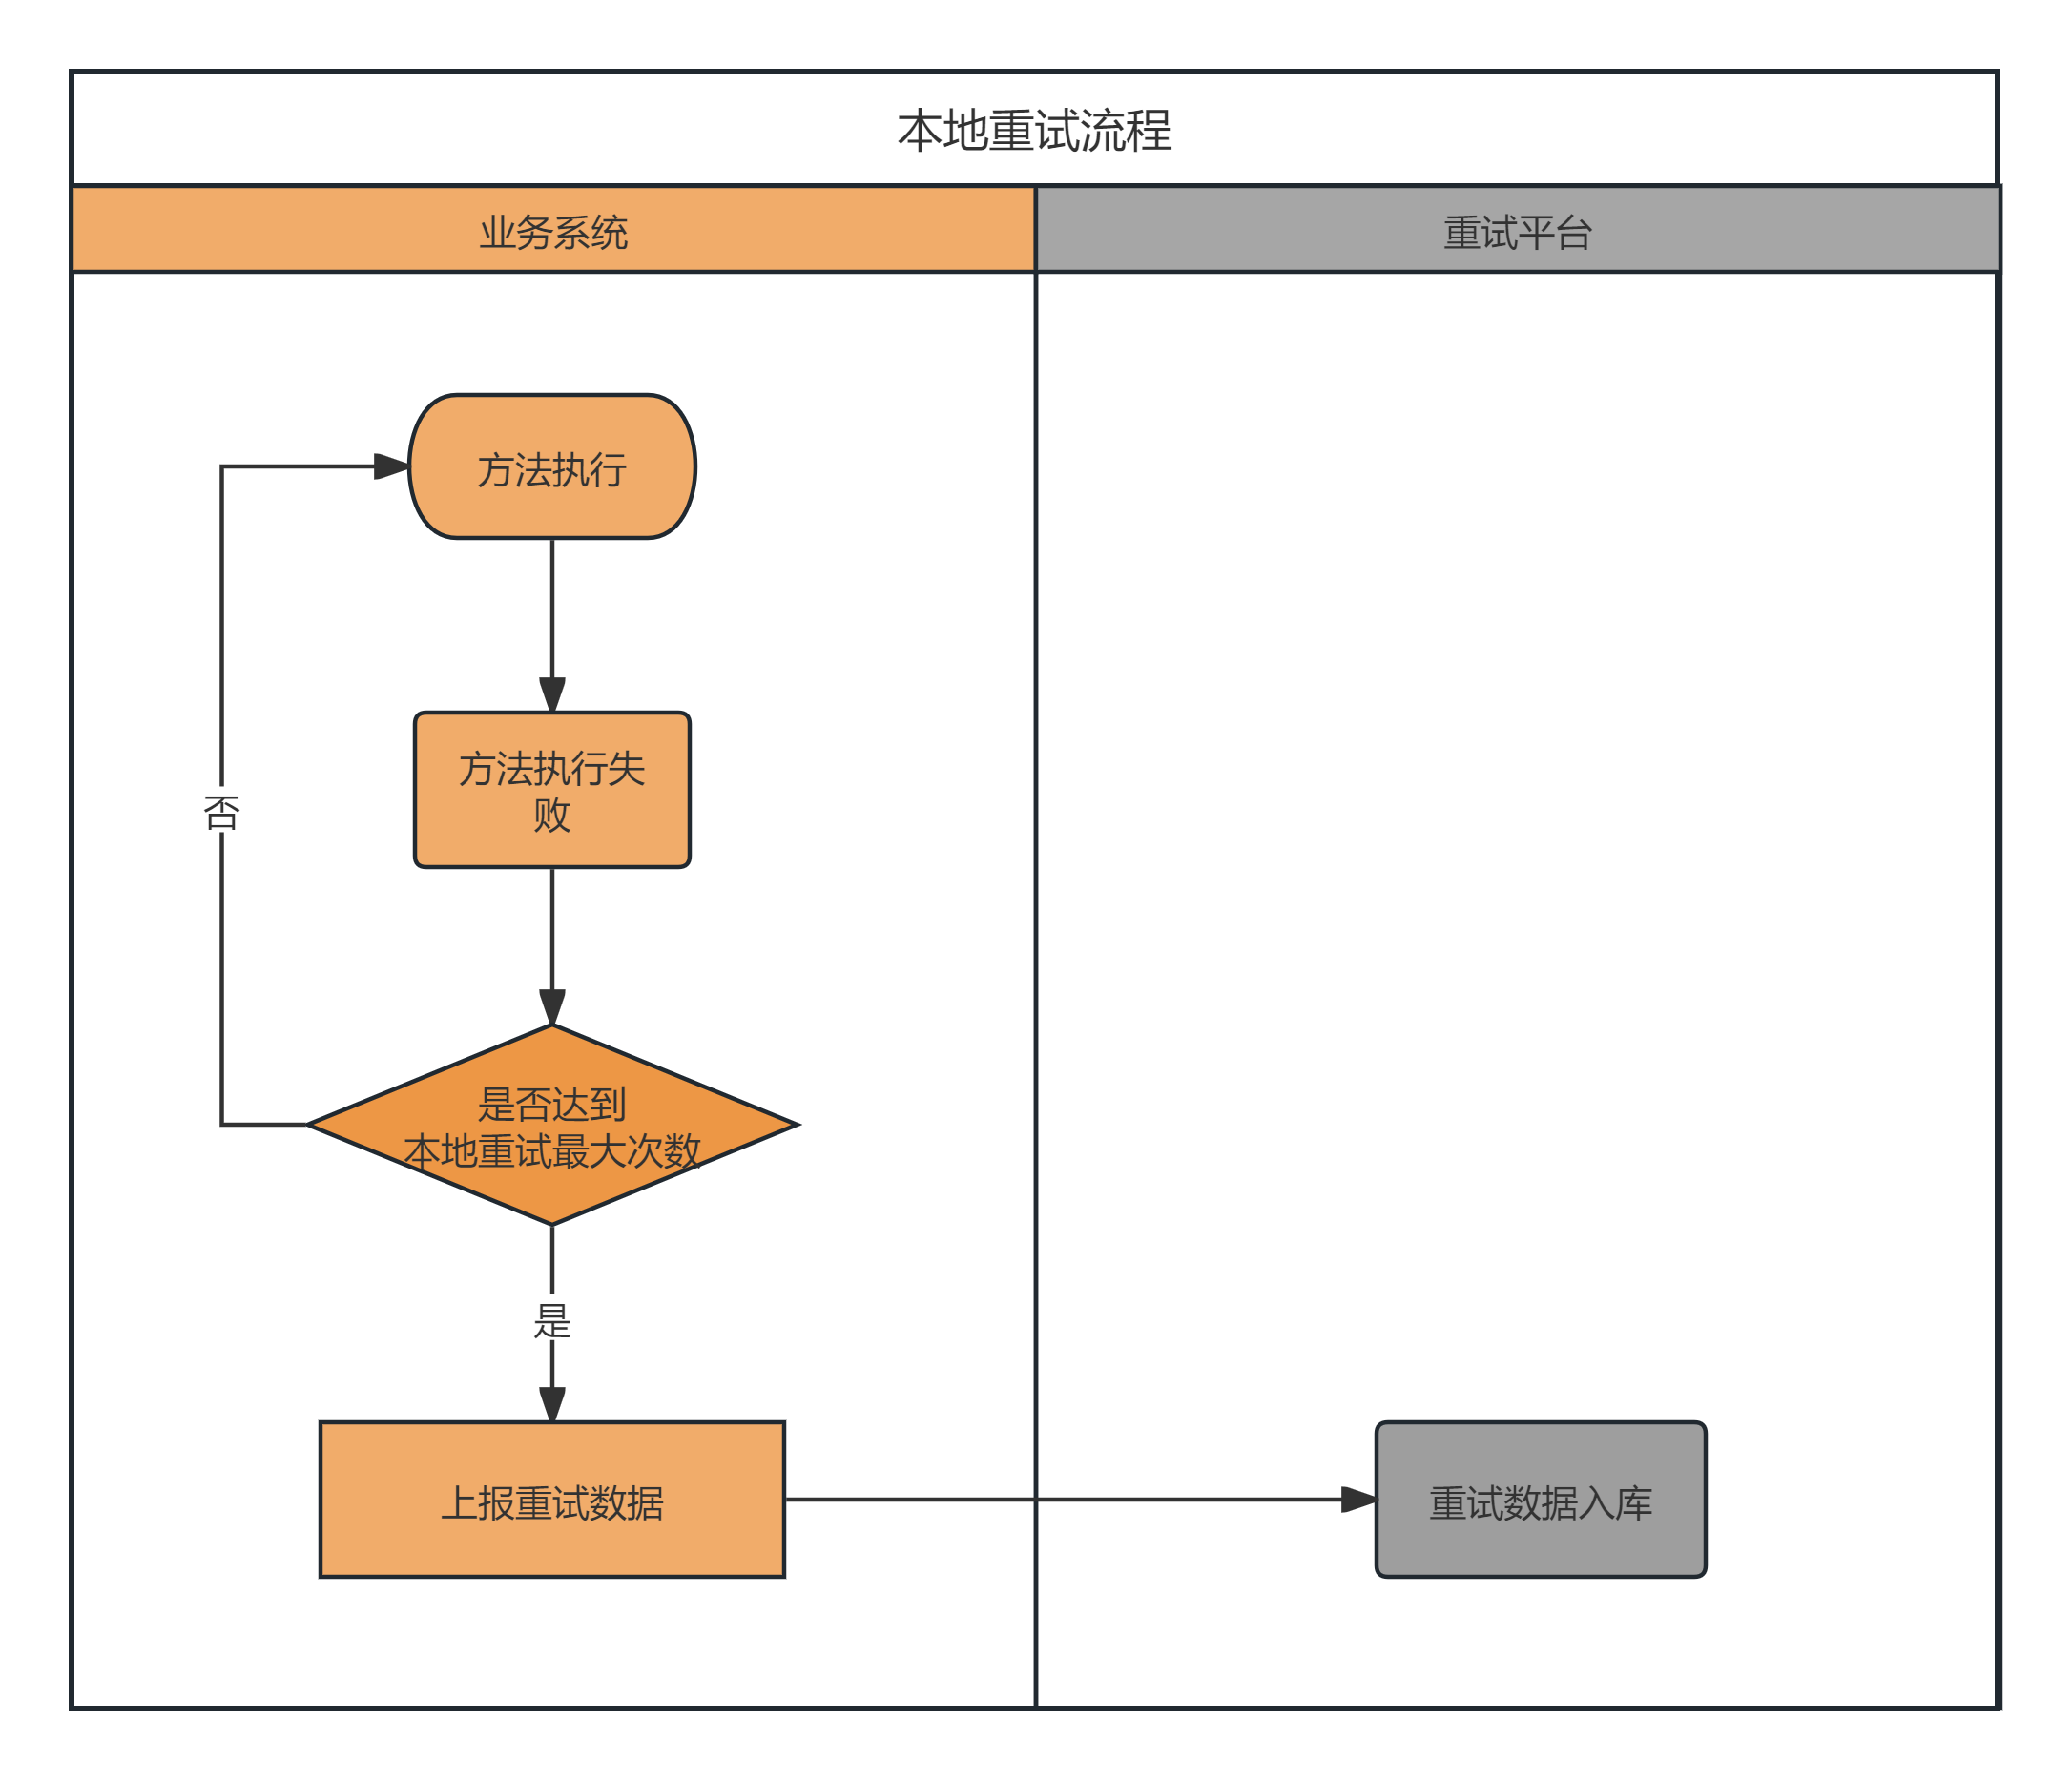 本地重试流程
业务系统
重试平台
方法执行
方法执行失
败
否
是否达到
本地重试最大次数
是
上报重试数据
重试数据入库